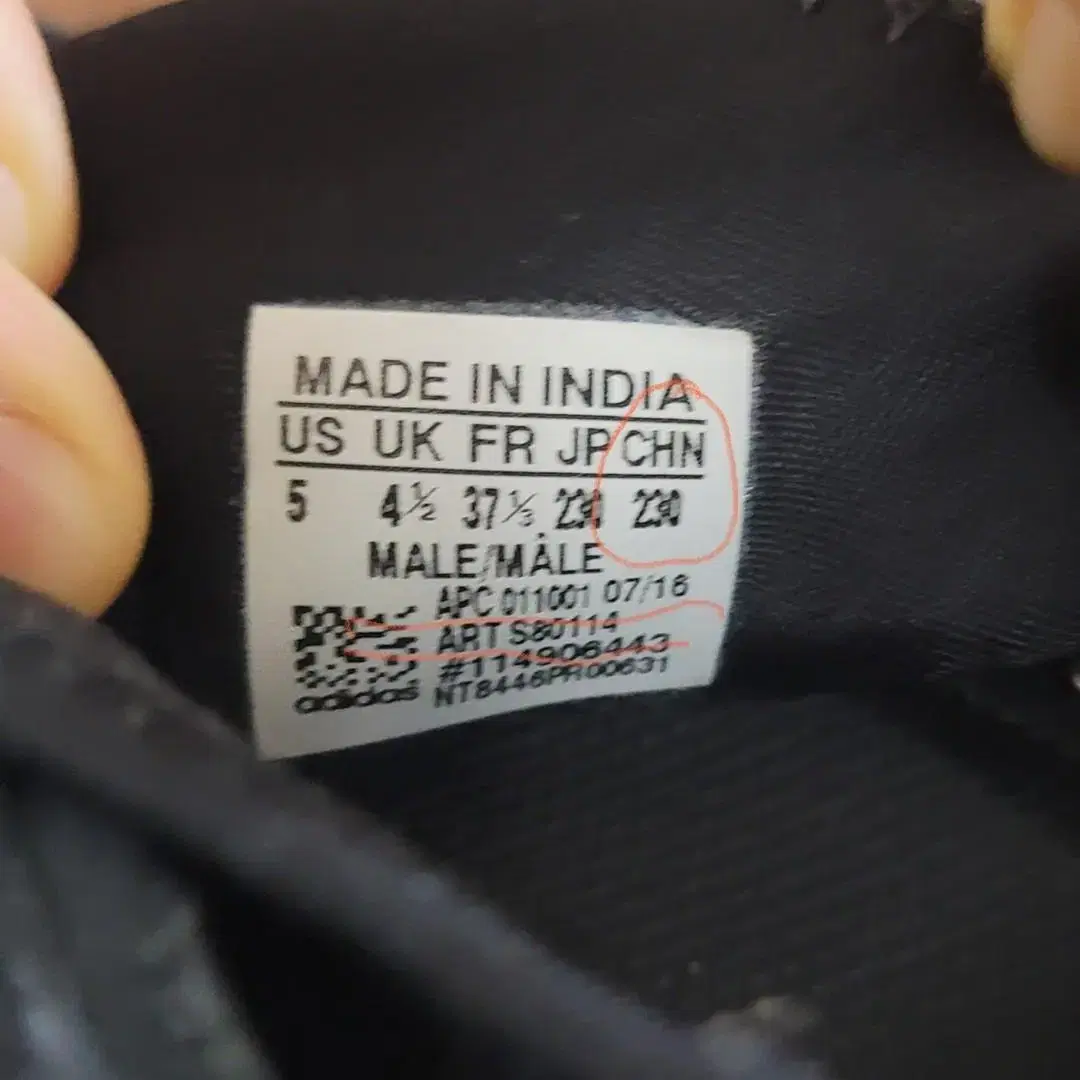 MADE IN INDIA
US UK FR JP CHN
5 4½ 37⅓ 230 230
MALE/MÂLE
APC 011001 07/16
ART S80114
#114906443
adidas NT8446PH00631